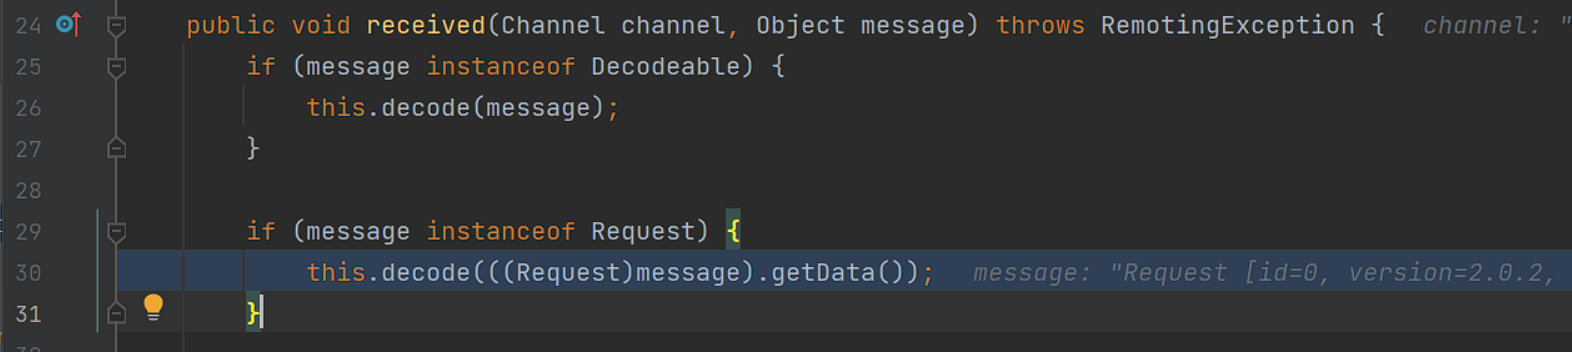 24 public void received(Channel channel, Object message) throws RemotingException { channel: "
25 if (message instanceof Decodeable) {
26 this.decode(message);
27 }
28
29 if (message instanceof Request) {
30 this.decode(((Request)message).getData()); message: "Request [id=0, version=2.0.2,
31 }